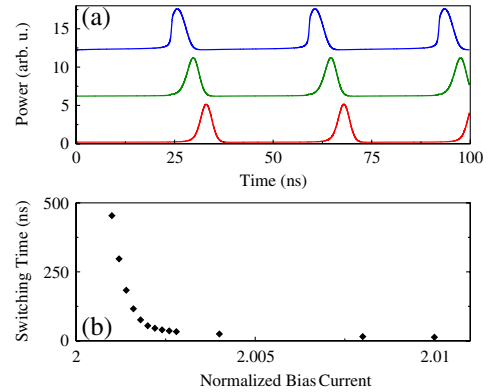 (a)
Power (arb. u.)
15
10
5
0
0 25 50 75 100
Time (ns)
(b)
Switching Time (ns)
500
250
0
2 2.005 2.01
Normalized Bias Current